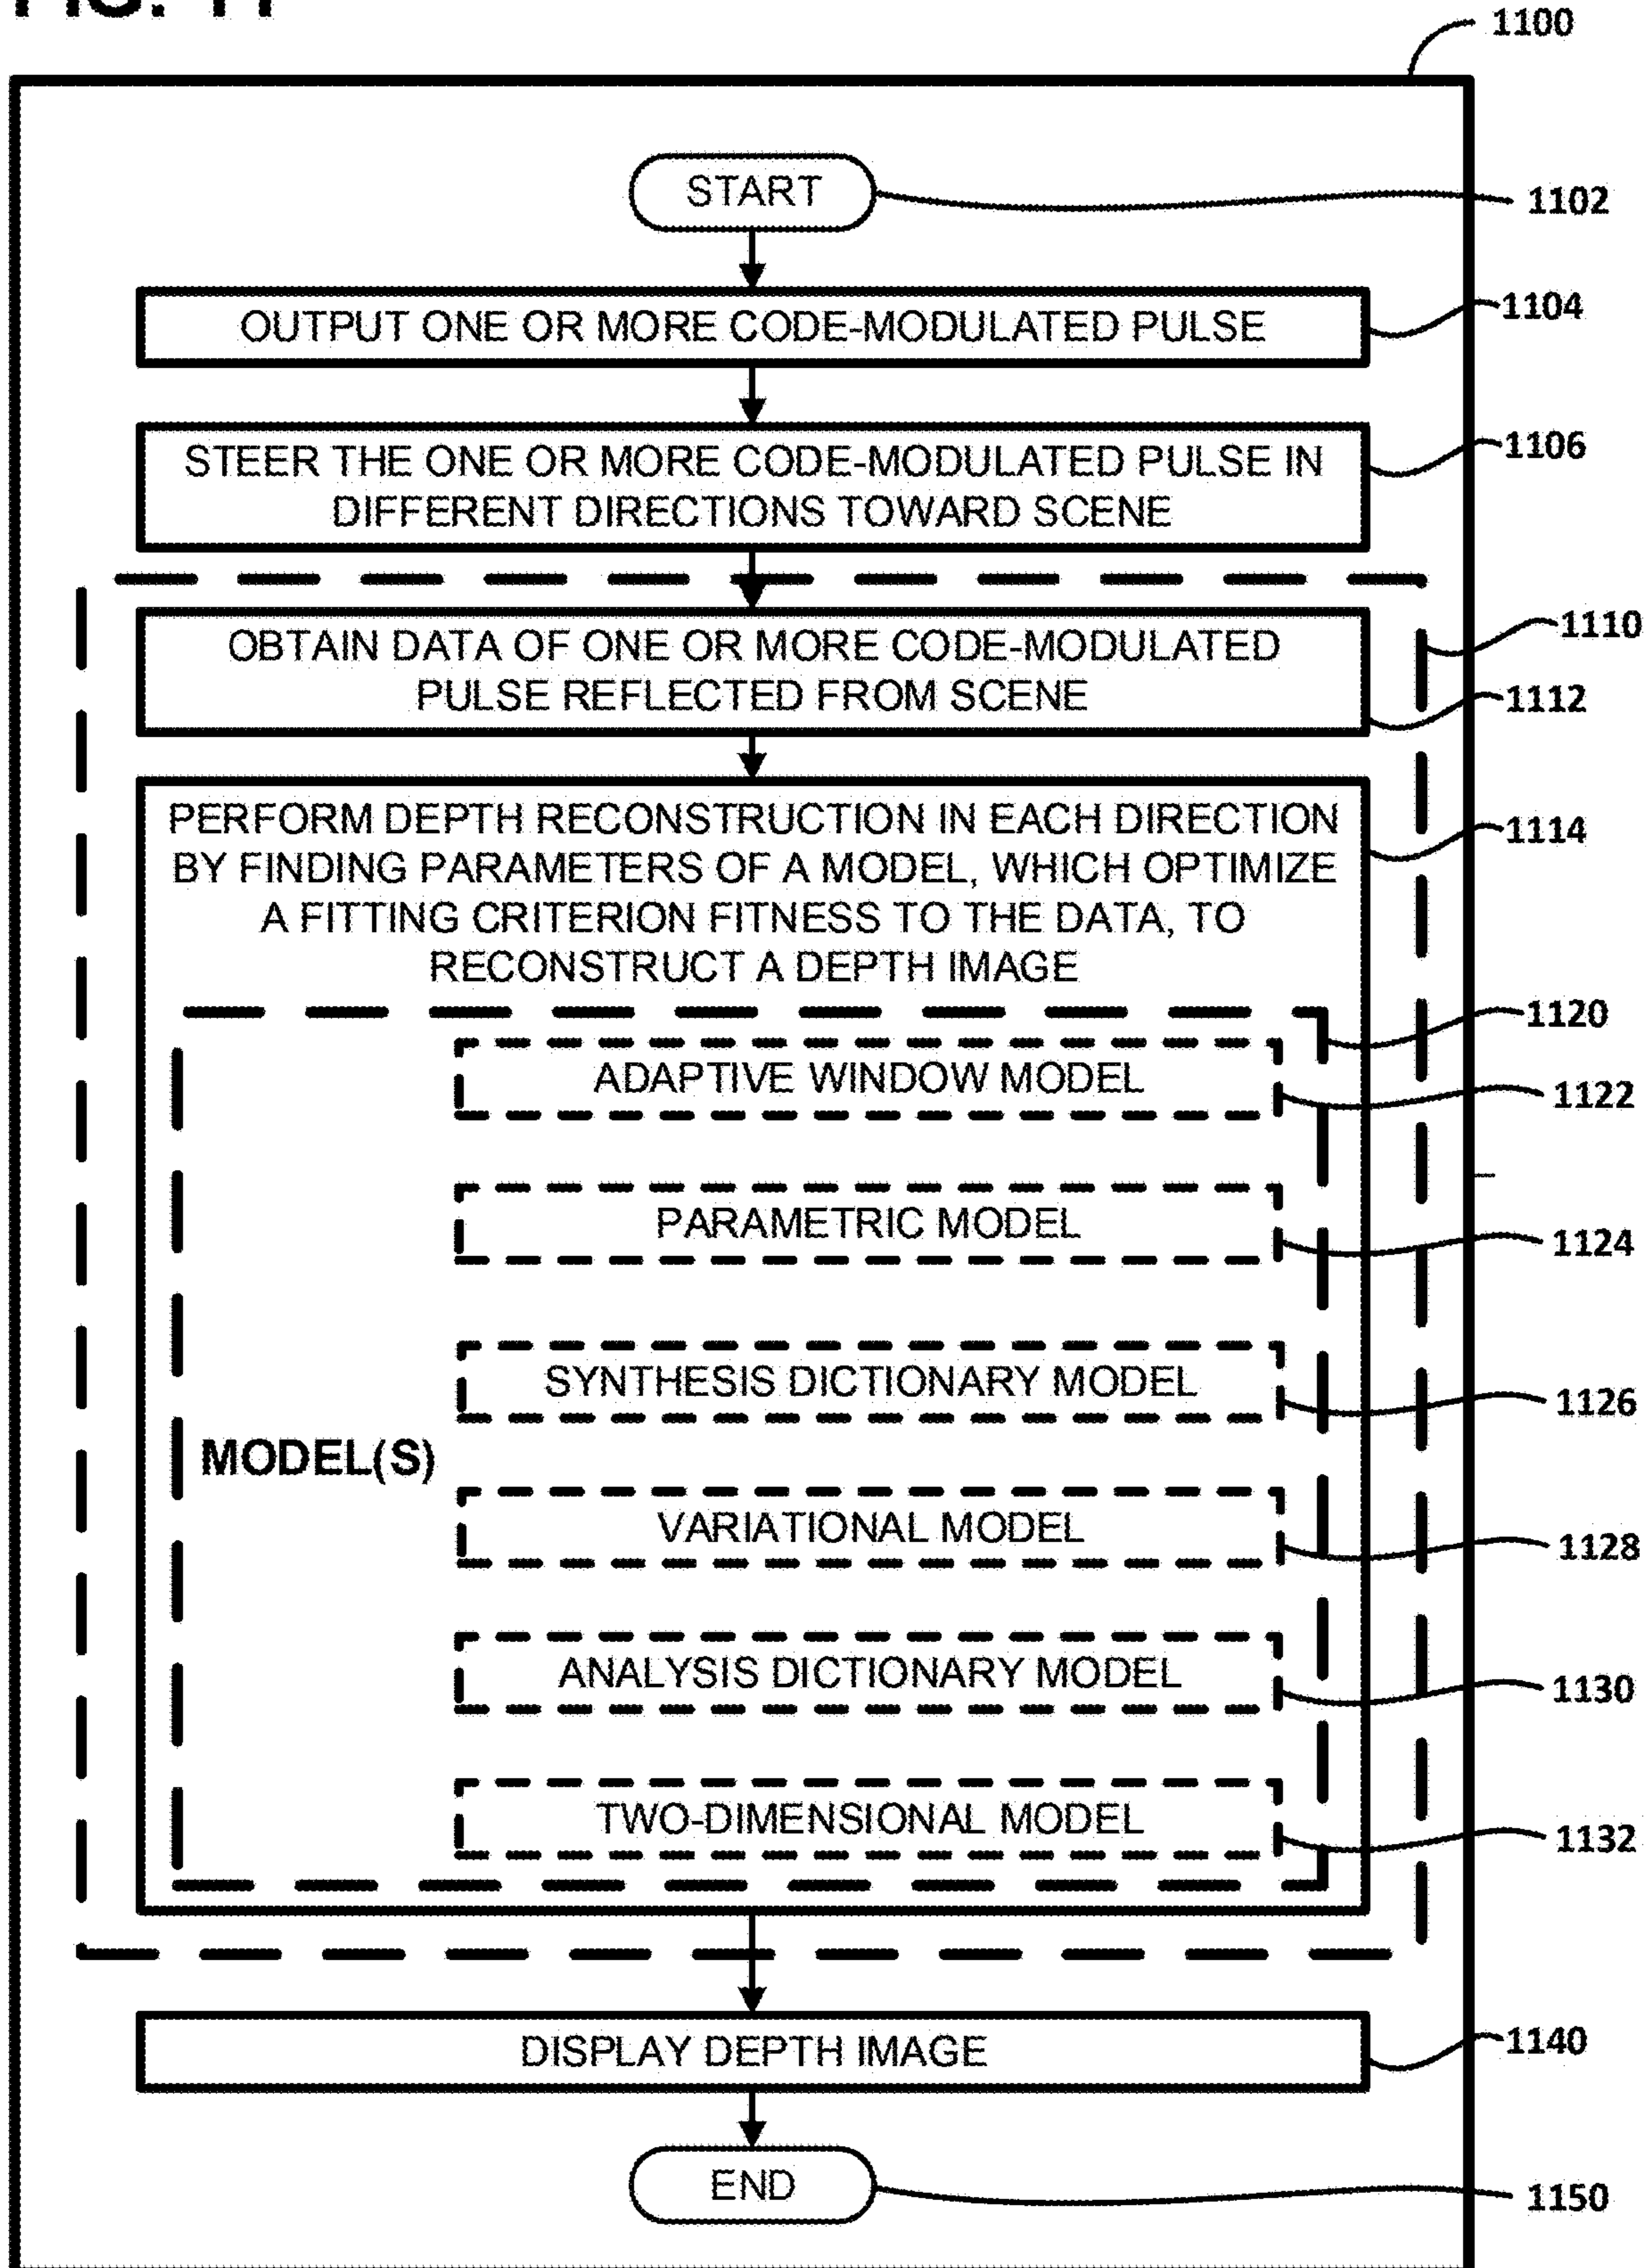 FIG. 11
1100
START
1102
OUTPUT ONE OR MORE CODE-MODULATED PULSE
1104
STEER THE ONE OR MORE CODE-MODULATED PULSE IN
DIFFERENT DIRECTIONS TOWARD SCENE
1106
1110
OBTAIN DATA OF ONE OR MORE CODE-MODULATED
PULSE REFLECTED FROM SCENE
1112
PERFORM DEPTH RECONSTRUCTION IN EACH DIRECTION
BY FINDING PARAMETERS OF A MODEL, WHICH OPTIMIZE
A FITTING CRITERION FITNESS TO THE DATA, TO
RECONSTRUCT A DEPTH IMAGE
1114
1120
ADAPTIVE WINDOW MODEL
1122
PARAMETRIC MODEL
1124
SYNTHESIS DICTIONARY MODEL
1126
MODEL(S)
VARIATIONAL MODEL
1128
ANALYSIS DICTIONARY MODEL
1130
TWO-DIMENSIONAL MODEL
1132
DISPLAY DEPTH IMAGE
1140
END
1150